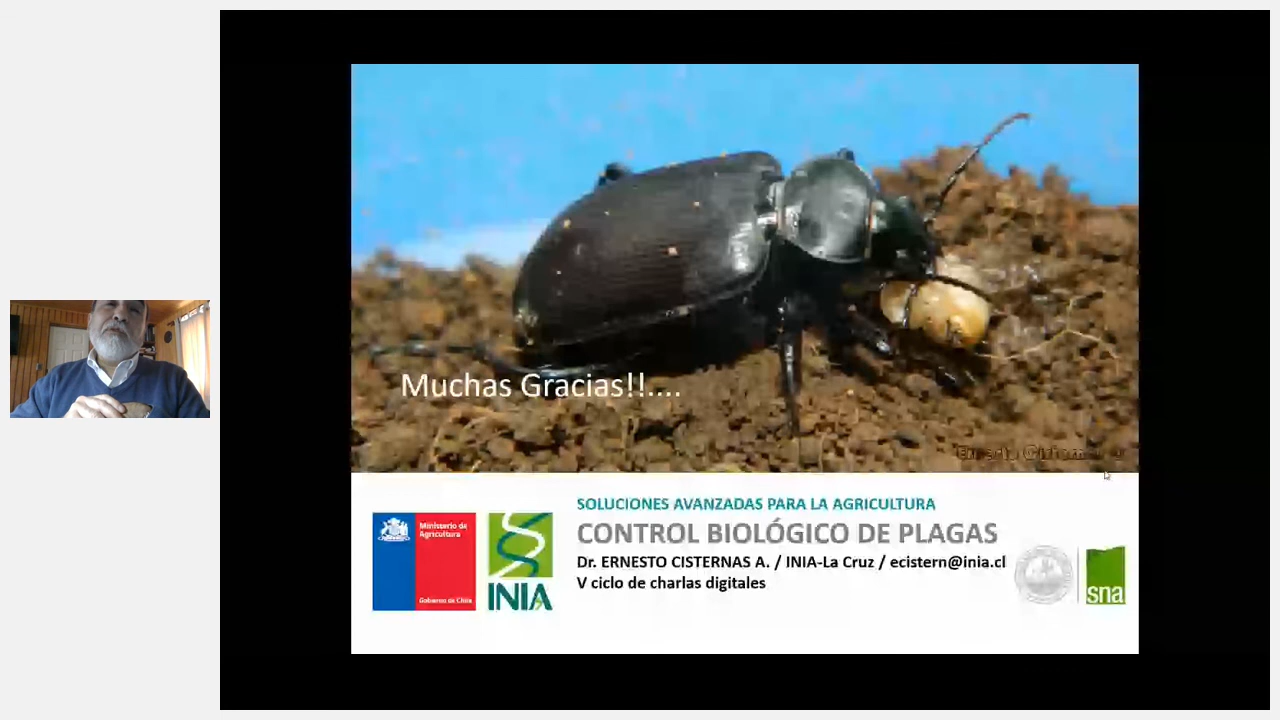 Muchas Gracias!!....
SOLUCIONES AVANZADAS PARA LA AGRICULTURA
CONTROL BIOLÓGICO DE PLAGAS
Dr. ERNESTO CISTERNAS A. / INIA-La Cruz / ecistern@inia.cl
V ciclo de charlas digitales
Ministerio de
Agricultura
Gobierno de Chile
INIA
sna